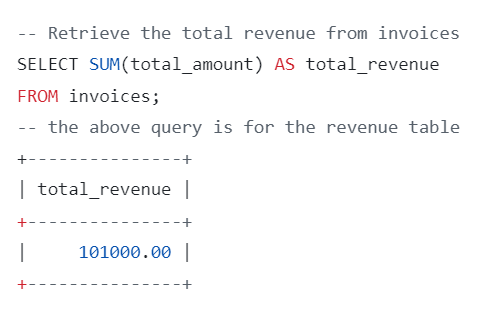 -- Retrieve the total revenue from invoices
SELECT SUM(total_amount) AS total_revenue
FROM invoices;
-- the above query is for the revenue table
+---------------+
| total_revenue |
+---------------+
|     101000.00 |
+---------------+